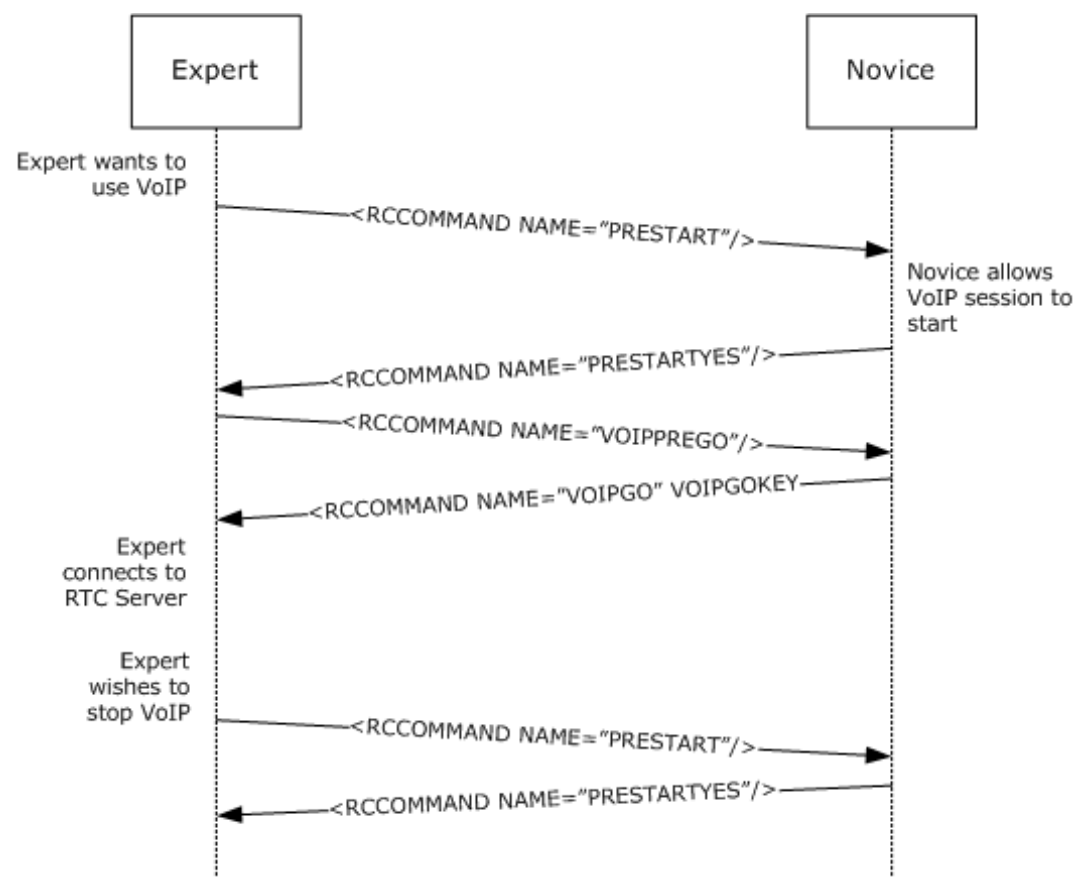 Expert
Novice
Expert wants to
use VoIP
<RCCOMMAND NAME="PRESTART"/>
Novice allows
VoIP session to
start
<RCCOMMAND NAME="PRESTARTYES"/>
<RCCOMMAND NAME="VOIPPREGO"/>
<RCCOMMAND NAME="VOIPGO" VOIPGOKEY
Expert
connects to
RTC Server
Expert
wishes to
stop VoIP
<RCCOMMAND NAME="PRESTART"/>
<RCCOMMAND NAME="PRESTARTYES"/>